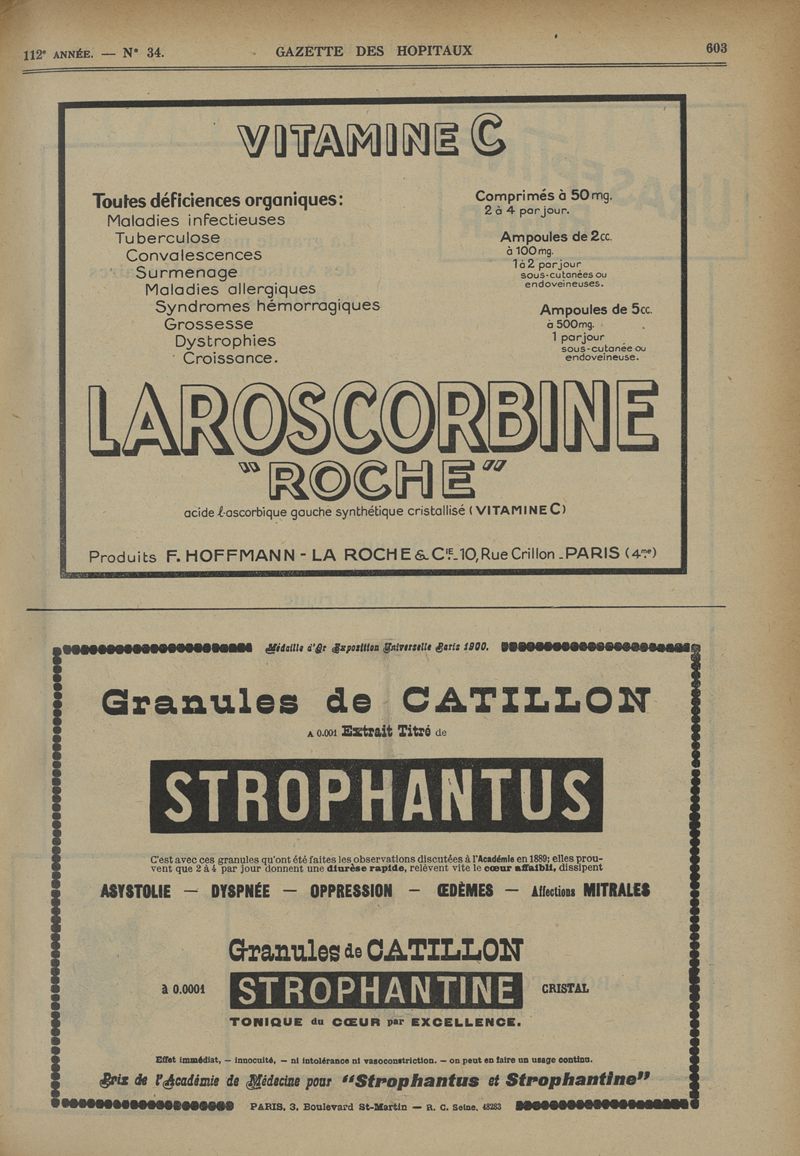 112e ANNÉE. — N° 34.
GAZETTE DES HOPITAUX
603
VITAMINE C
Toutes déficiences organiques:
Maladies infectieuses
Tuberculose
Convalescences
Surmenage
Maladies allergiques
Syndromes hémorragiques
Grossesse
Dystrophies
Croissance.
Comprimés à 50mg.
2 à 4 par jour.
Ampoules de 2cc.
à 100mg.
1 à 2 par jour
sous-cutanées ou
endoveineuses.
Ampoules de 5cc.
à 500mg.
1 par jour
sous-cutanée ou
endoveineuse.
LAROSCORBINE
"ROCHE"
acide l-ascorbique gauche synthétique cristallisé (VITAMINE C)
Produits F. HOFFMANN - LA ROCHE & CIE_10, Rue Crillon _ PARIS (4me)
Médaille d'Or Exposition Universelle Paris 1900.
Granules de CATILLON
A 0.001 Extrait Titré de
STROPHANTUS
C'est avec ces granules qu'ont été faites les observations discutées à l'Académie en 1889; elles prou-
vent que 2 à 4 par jour donnent une diurèse rapide, relèvent vite le cœur affaibli, dissipent
ASYSTOLIE — DYSPNÉE — OPPRESSION — ŒDÈMES — Affections MITRALES
Granules de CATILLON
à 0.0001 STROPHANTINE CRISTAL
TONIQUE du CŒUR par EXCELLENCE.
Effet immédiat, — innocuité, — ni intolérance ni vasoconstriction. — on peut en faire un usage continu.
Prix de l'Académie de Médecine pour "Strophantus et Strophantine"
PARIS, 3, Boulevard St-Martin — R. C. Seine, 48283